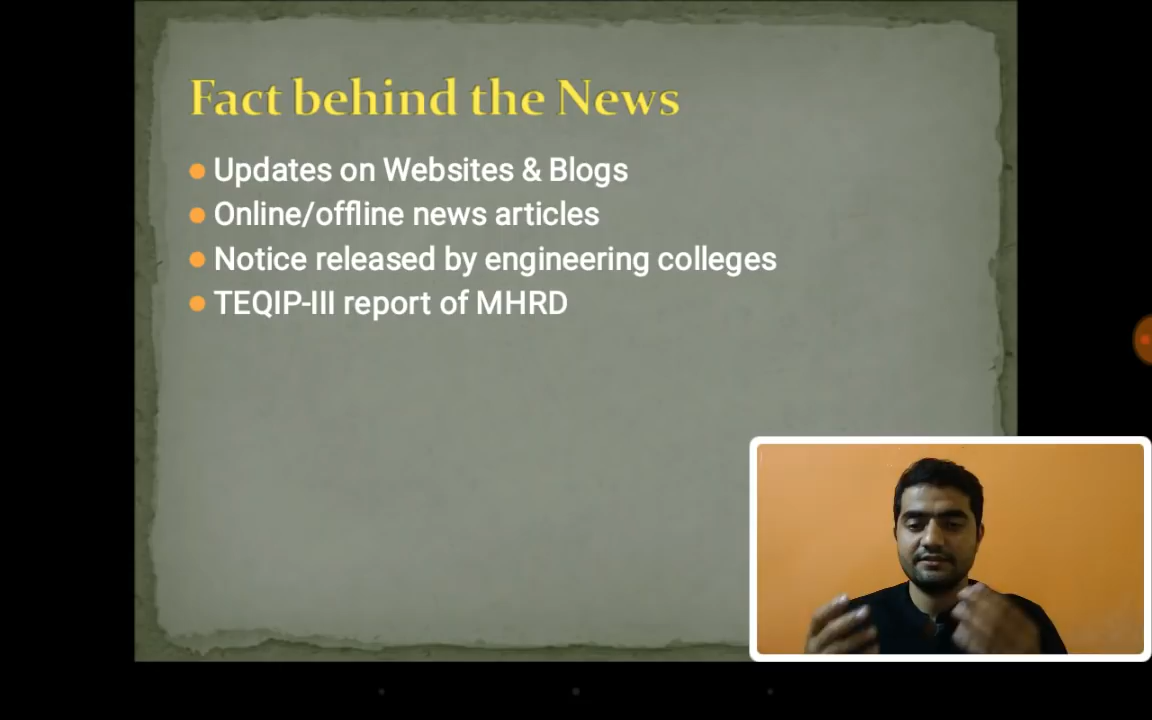 Fact behind the News
Updates on Websites & Blogs
Online/offline news articles
Notice released by engineering colleges
TEQIP-III report of MHRD